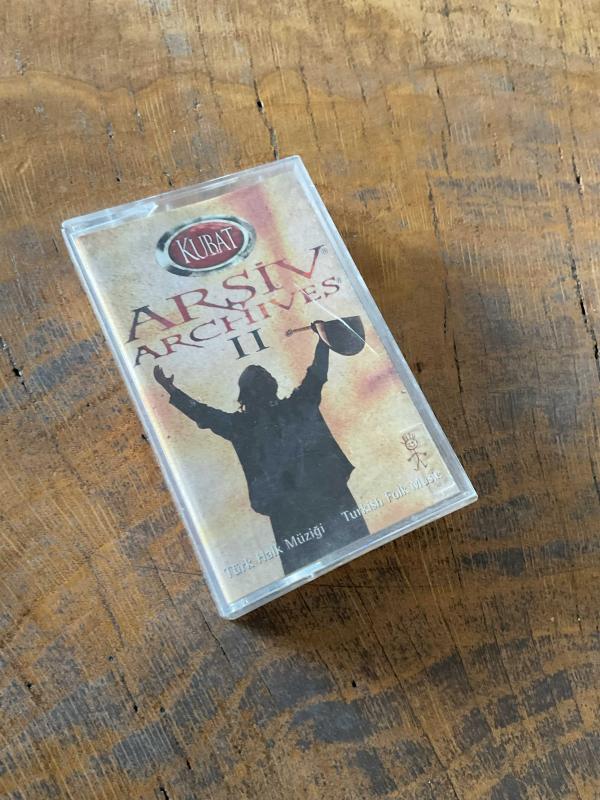 KUBAT
ARŞİV®
ARCHIVES®
II
Türk Halk Müziği Turkish Folk Music